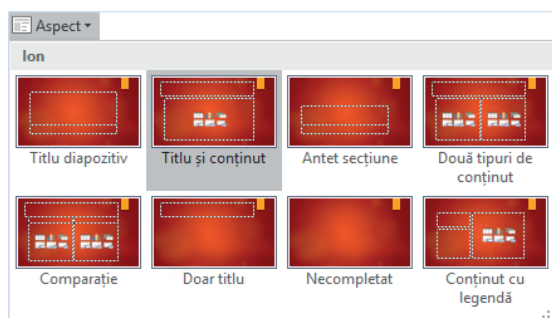 Aspect
Ion
Titlu diapozitiv
Titlu și conținut
Antet secțiune
Două tipuri de
conținut
Comparație
Doar titlu
Necompletat
Conținut cu
legendă